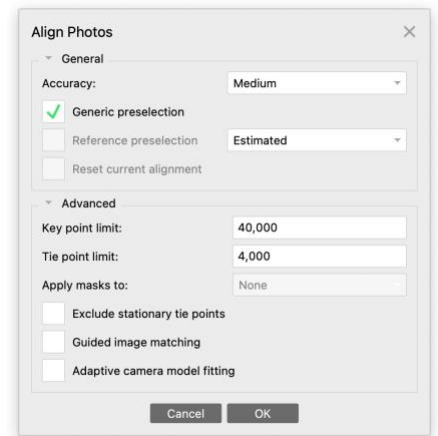 Align Photos
General
Accuracy: Medium
Generic preselection
Reference preselection Estimated
Reset current alignment
Advanced
Key point limit: 40,000
Tie point limit: 4,000
Apply masks to: None
Exclude stationary tie points
Guided image matching
Adaptive camera model fitting
Cancel OK